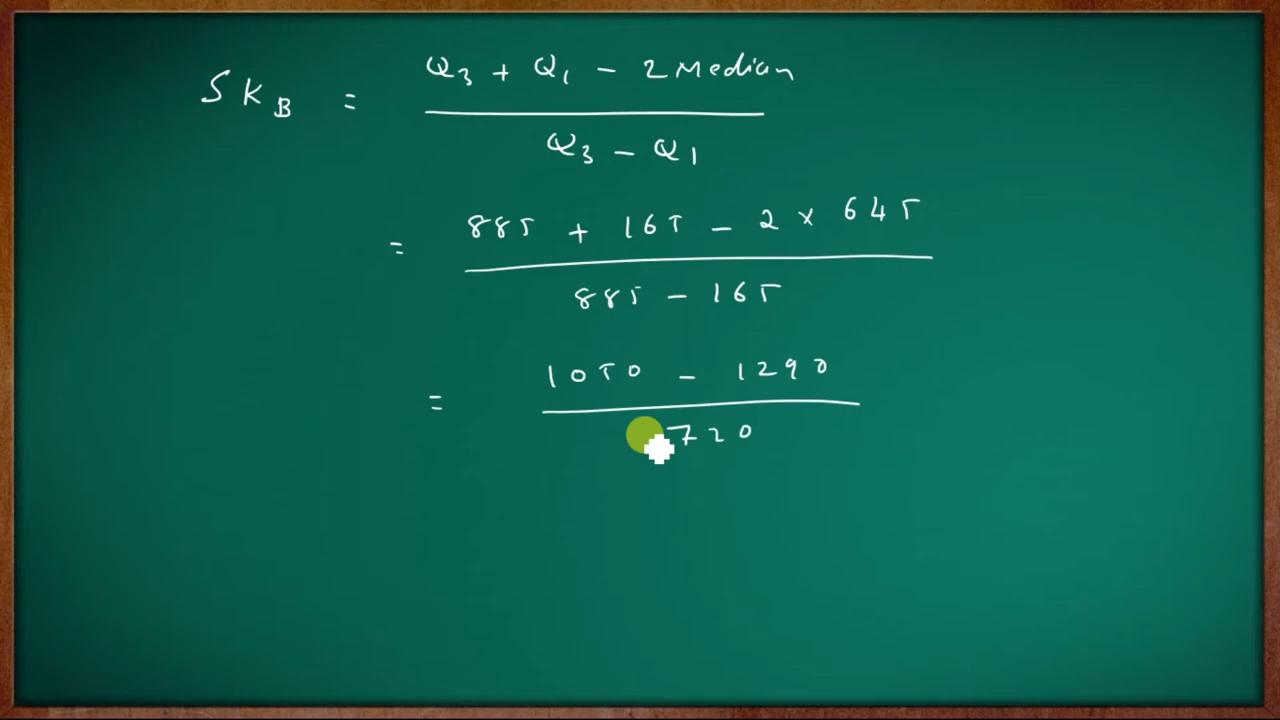 SK_B = (Q3 + Q1 - 2 Median) / (Q3 - Q1)
= (885 + 165 - 2 × 645) / (885 - 165)
= (1050 - 1290) / 720